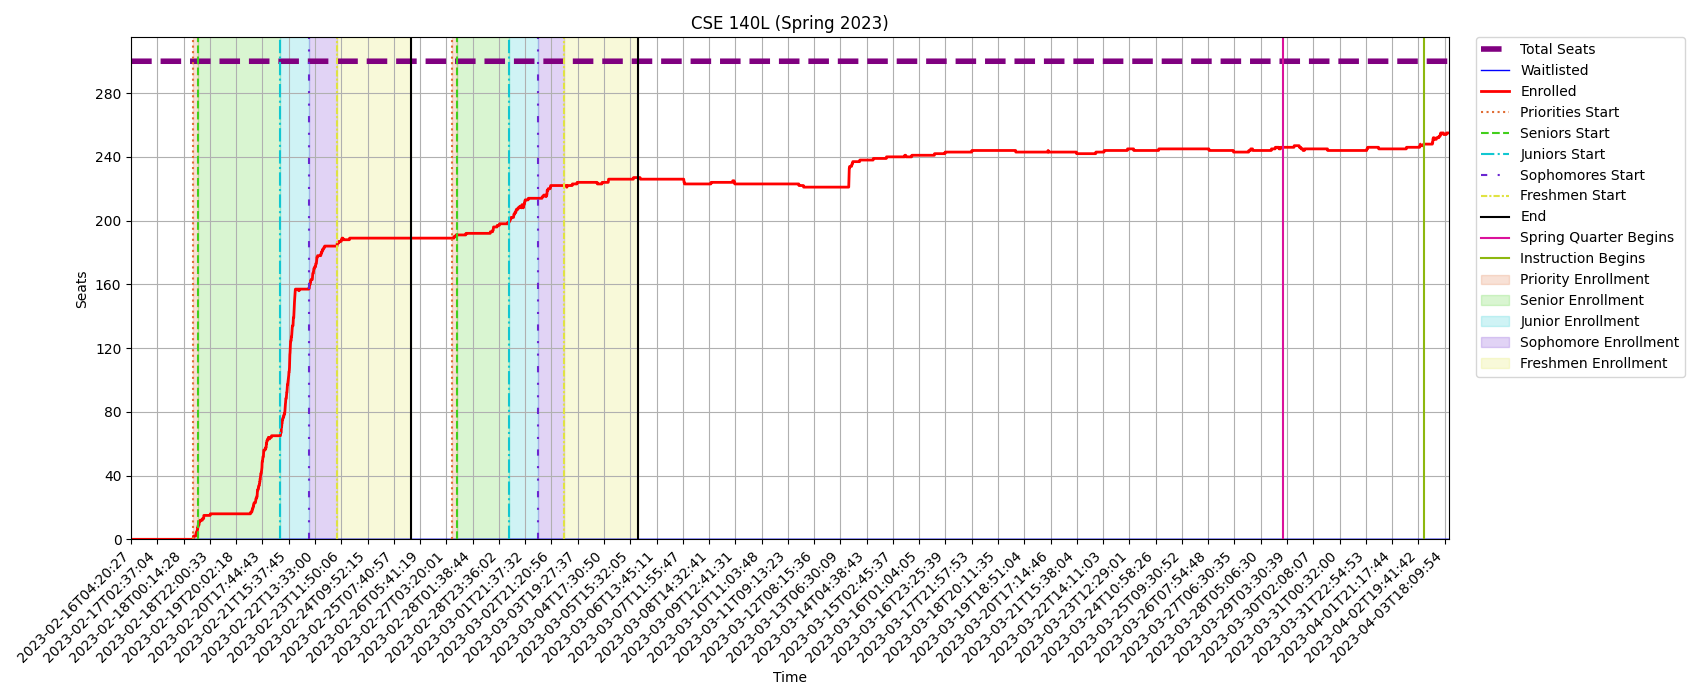 CSE 140L (Spring 2023)
Seats
280
240
200
160
120
80
40
0
2023-02-16T04:20:27
2023-02-17T02:37:04
2023-02-18T00:14:28
2023-02-18T22:00:33
2023-02-19T20:02:18
2023-02-20T17:44:43
2023-02-21T15:37:45
2023-02-22T13:33:00
2023-02-23T11:50:06
2023-02-24T09:52:15
2023-02-25T07:40:57
2023-02-26T05:41:19
2023-02-27T03:20:01
2023-02-28T01:38:44
2023-02-28T23:36:02
2023-03-01T21:37:32
2023-03-02T21:20:56
2023-03-03T19:27:37
2023-03-04T17:30:50
2023-03-05T15:32:05
2023-03-06T13:45:11
2023-03-07T11:55:47
2023-03-08T14:32:41
2023-03-09T12:41:31
2023-03-10T11:03:48
2023-03-11T09:13:23
2023-03-12T08:15:36
2023-03-13T06:30:09
2023-03-14T04:38:43
2023-03-15T02:45:37
2023-03-16T01:04:05
2023-03-16T23:25:39
2023-03-17T21:57:53
2023-03-18T20:11:35
2023-03-19T18:51:04
2023-03-20T17:14:46
2023-03-21T15:38:04
2023-03-22T14:11:03
2023-03-23T12:29:01
2023-03-24T10:58:26
2023-03-25T09:30:52
2023-03-26T07:54:48
2023-03-27T06:30:35
2023-03-28T05:06:30
2023-03-29T03:30:39
2023-03-30T02:08:07
2023-03-31T00:32:00
2023-03-31T22:54:53
2023-04-01T21:17:44
2023-04-02T19:41:42
2023-04-03T18:09:54
Time
Total Seats
Waitlisted
Enrolled
Priorities Start
Seniors Start
Juniors Start
Sophomores Start
Freshmen Start
End
Spring Quarter Begins
Instruction Begins
Priority Enrollment
Senior Enrollment
Junior Enrollment
Sophomore Enrollment
Freshmen Enrollment